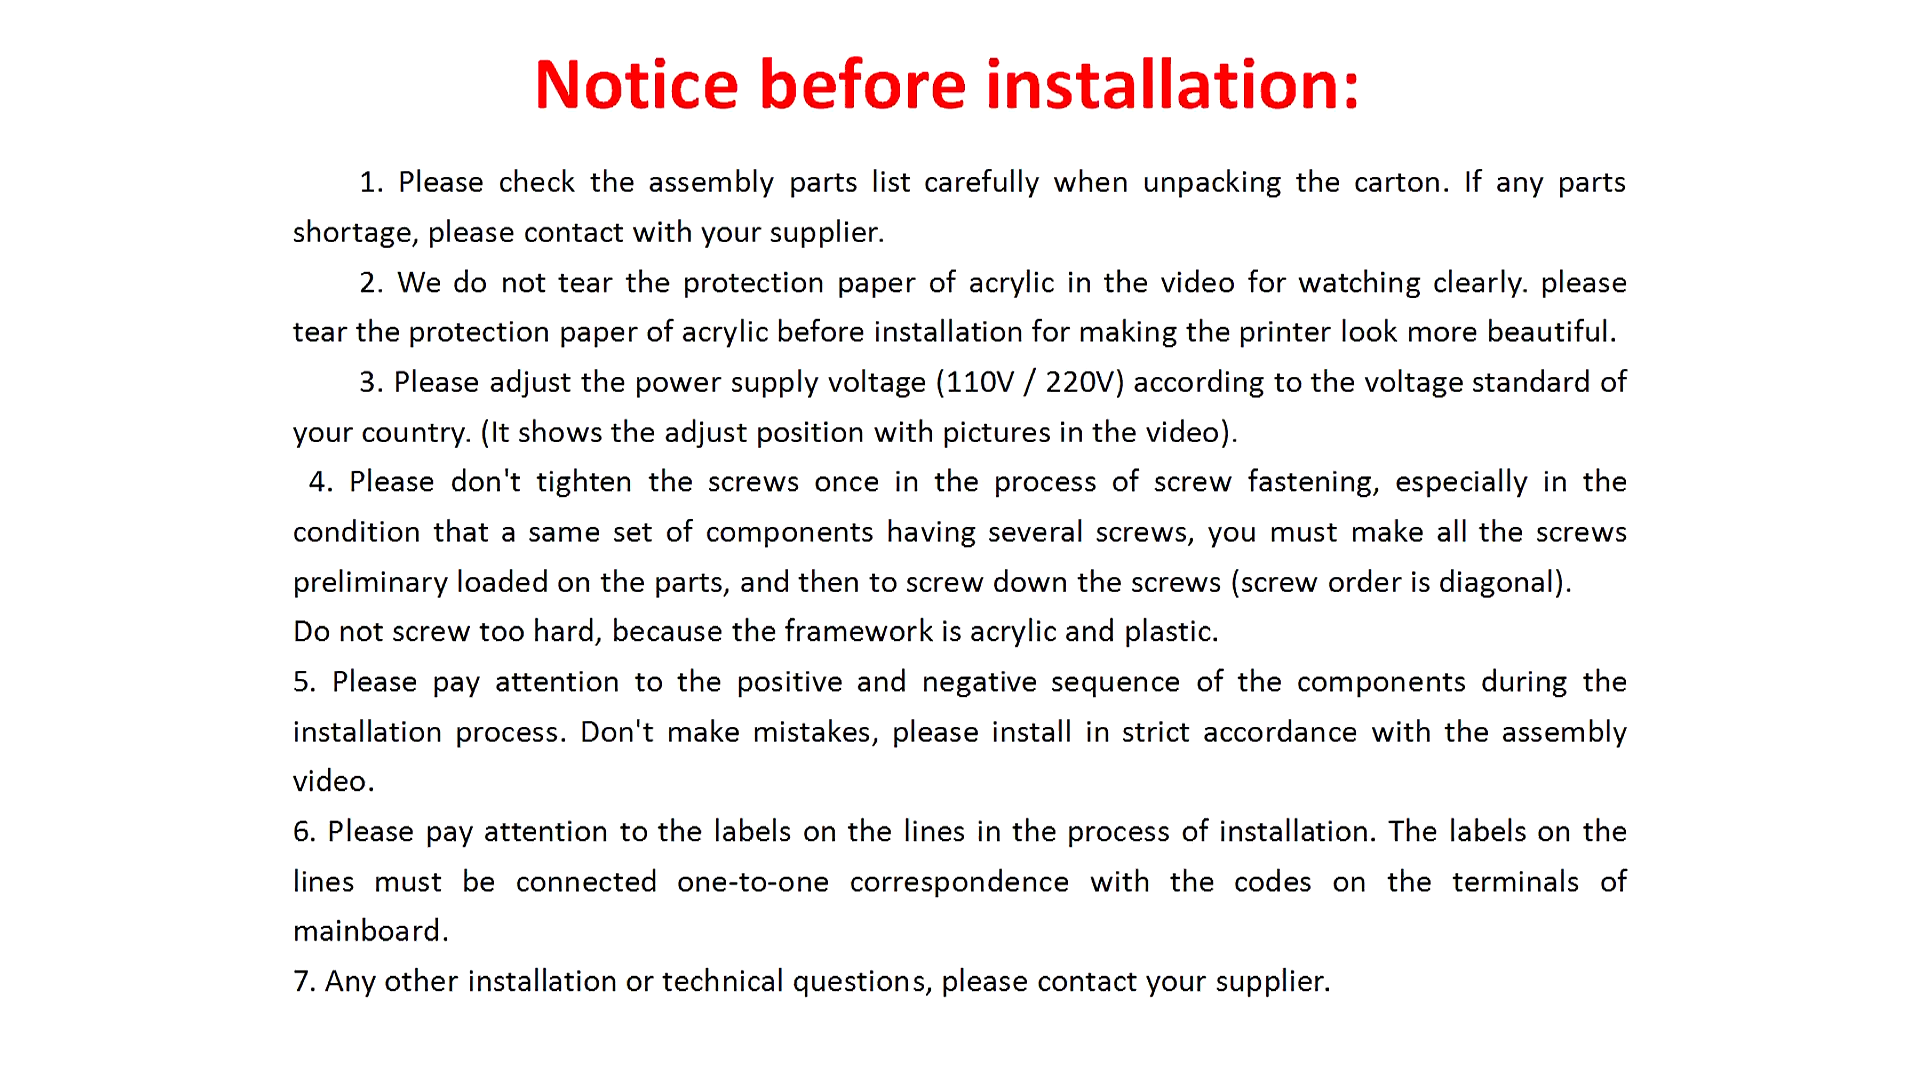 Notice before installation:
1. Please check the assembly parts list carefully when unpacking the carton. If any parts
shortage, please contact with your supplier.
2. We do not tear the protection paper of acrylic in the video for watching clearly. please
tear the protection paper of acrylic before installation for making the printer look more beautiful.
3. Please adjust the power supply voltage (110V / 220V) according to the voltage standard of
your country. (It shows the adjust position with pictures in the video).
4. Please don't tighten the screws once in the process of screw fastening, especially in the
condition that a same set of components having several screws, you must make all the screws
preliminary loaded on the parts, and then to screw down the screws (screw order is diagonal).
Do not screw too hard, because the framework is acrylic and plastic.
5. Please pay attention to the positive and negative sequence of the components during the
installation process. Don't make mistakes, please install in strict accordance with the assembly
video.
6. Please pay attention to the labels on the lines in the process of installation. The labels on the
lines must be connected one-to-one correspondence with the codes on the terminals of
mainboard.
7. Any other installation or technical questions, please contact your supplier.